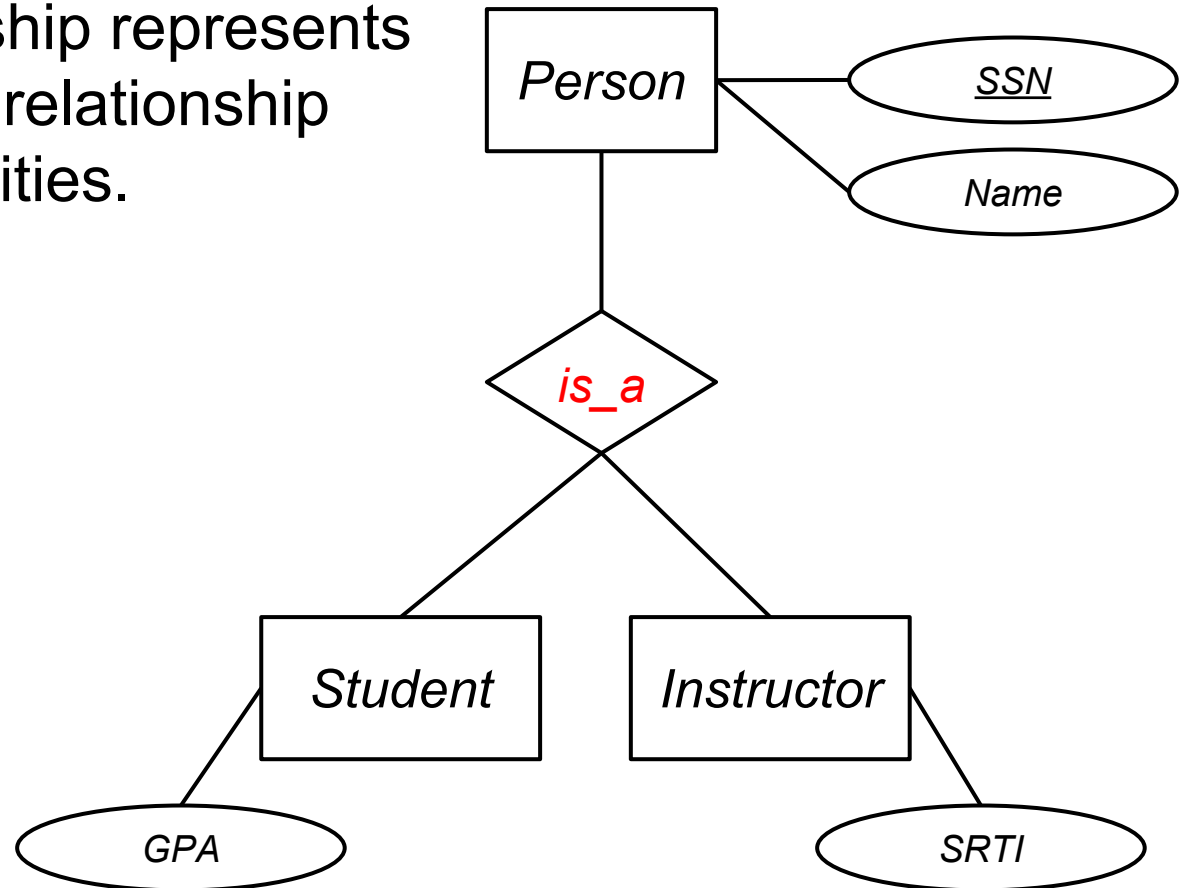 ship represents
relationship
ities.
Person
SSN
Name
is_a
Student
Instructor
GPA
SRTI